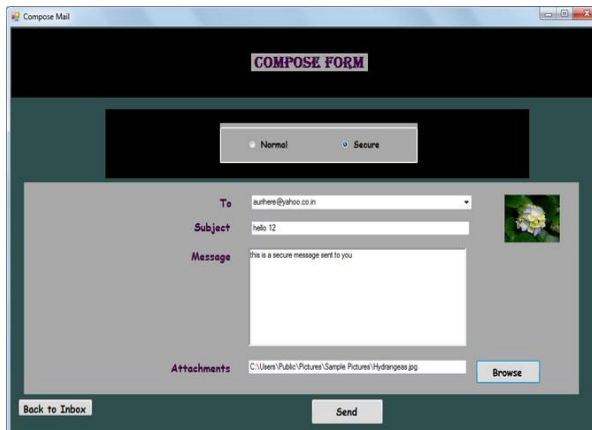 Compose Mail
COMPOSE FORM
Normal Secure
To aurihere@yahoo.co.in
Subject hello 12
Message this is a secure message sent to you
Attachments C:\Users\Public\Pictures\Sample Pictures\Hydrangeas.jpg Browse
Back to Inbox Send